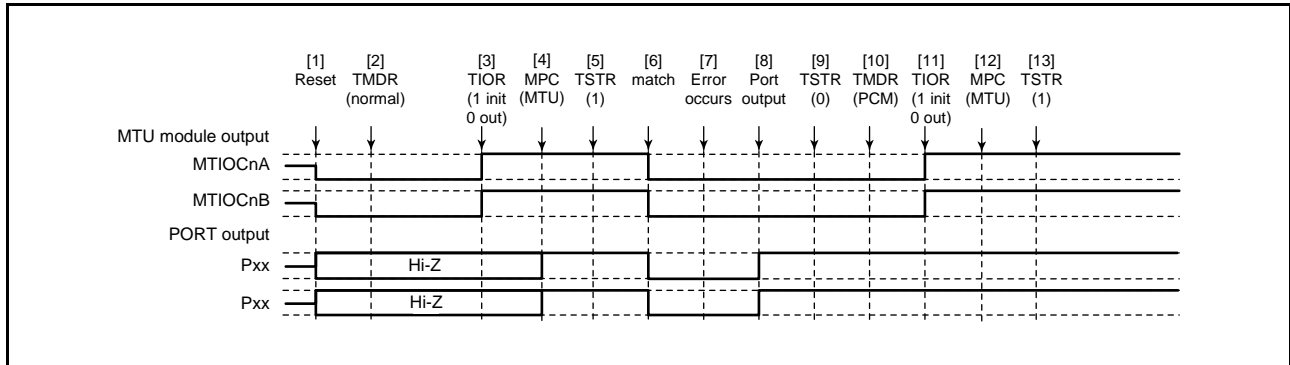 [1] [2] [3] [4] [5] [6] [7] [8] [9] [10] [11] [12] [13]
Reset TMDR TIOR MPC TSTR match Error Port TSTR TMDR TIOR MPC TSTR
(normal) (1 init (MTU) (1) occurs output (0) (PCM) (1 init (MTU) (1)
0 out) 0 out)
MTU module output
MTIOCnA
MTIOCnB
PORT output
Pxx Hi-Z
Pxx Hi-Z